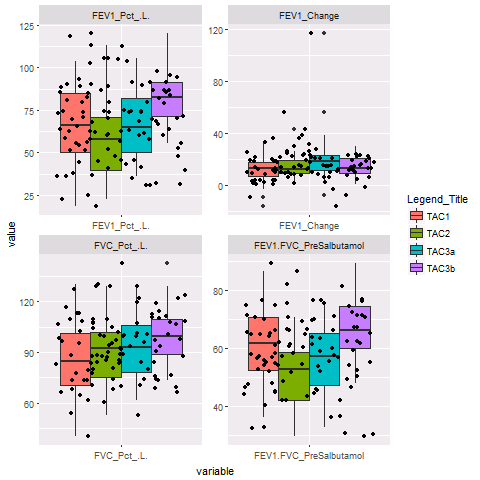 FEV1_Pct_.L.
FEV1_Change
125
100
75
50
25
120
80
40
0
FEV1_Pct_.L.
FEV1_Change
FVC_Pct_.L.
FEV1.FVC_PreSalbutamol
120
90
60
80
60
40
FVC_Pct_.L.
FEV1.FVC_PreSalbutamol
value
variable
Legend_Title
TAC1
TAC2
TAC3a
TAC3b